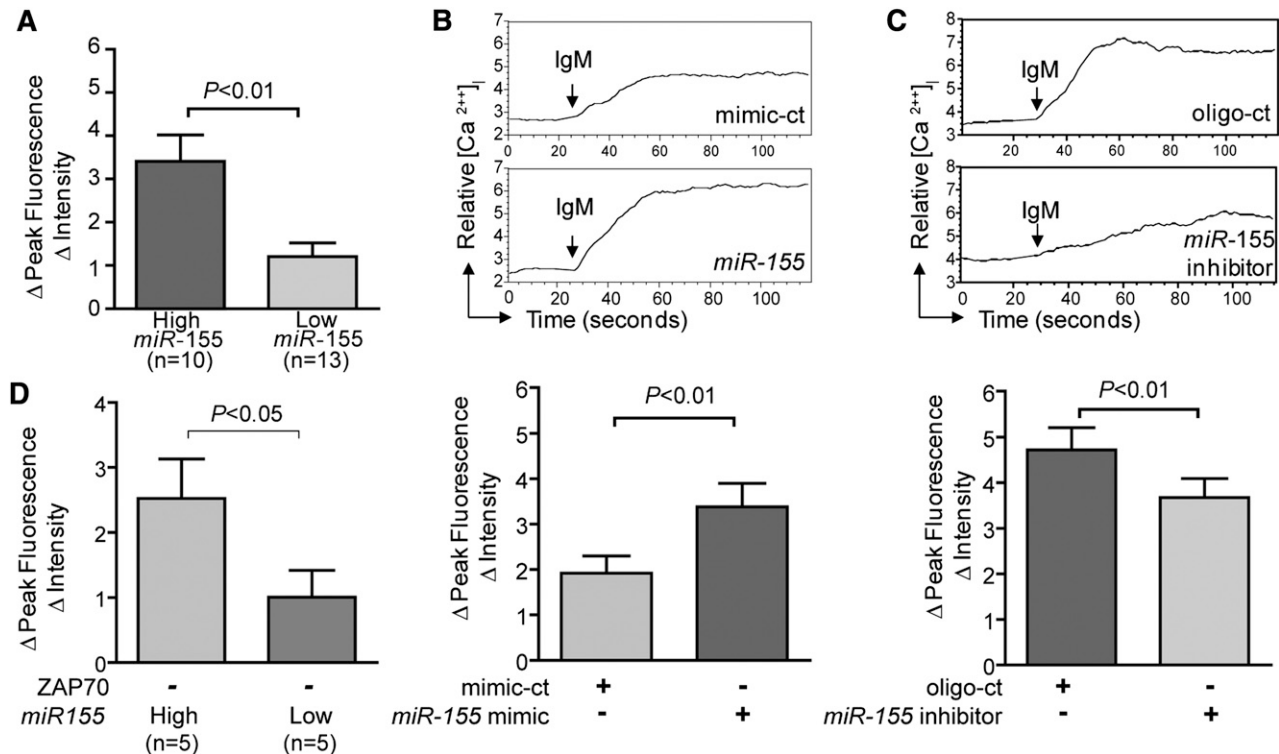 A
Δ Peak Fluorescence
Δ Intensity
6
5
4
3
2
1
0
P<0.01
High
miR-155
(n=10)
Low
miR-155
(n=13)
B
Relative [Ca 2++]i
7
6
5
4
3
2
IgM
mimic-ct
0 20 40 60 80 100
7
6
5
4
3
2
IgM
miR-155
0 20 40 60 80 100
Time (seconds)
Δ Peak Fluorescence
Δ Intensity
6
5
4
3
2
1
0
P<0.01
mimic-ct + -
miR-155 mimic - +
C
Relative [Ca 2++]i
8
7
6
5
4
3
IgM
oligo-ct
20 40 60 80 100
8
7
6
5
4
3
IgM
miR-155
inhibitor
0 20 40 60 80 100
Time (seconds)
Δ Peak Fluorescence
Δ Intensity
6
5
4
3
2
1
0
P<0.01
oligo-ct + -
miR-155 inhibitor - +
D
Δ Peak Fluorescence
Δ Intensity
4
3
2
1
0
P<0.05
ZAP70 - -
miR155 High Low
(n=5) (n=5)